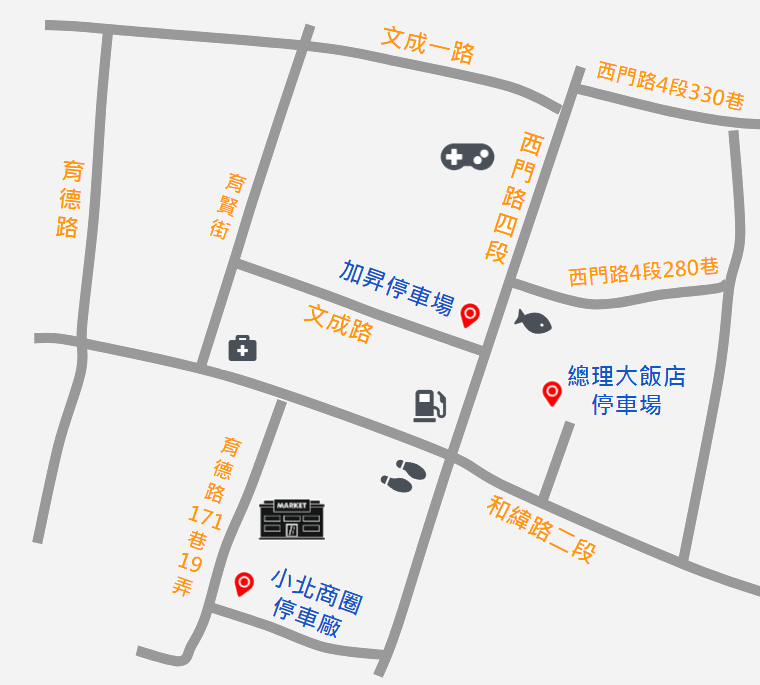 文成一路
西門路4段330巷
育德路
育賢街
西門路四段
西門路4段280巷
加昇停車場
文成路
總理大飯店
停車場
育德路171巷19弄
MARKET
和緯路二段
小北商圈
停車廠